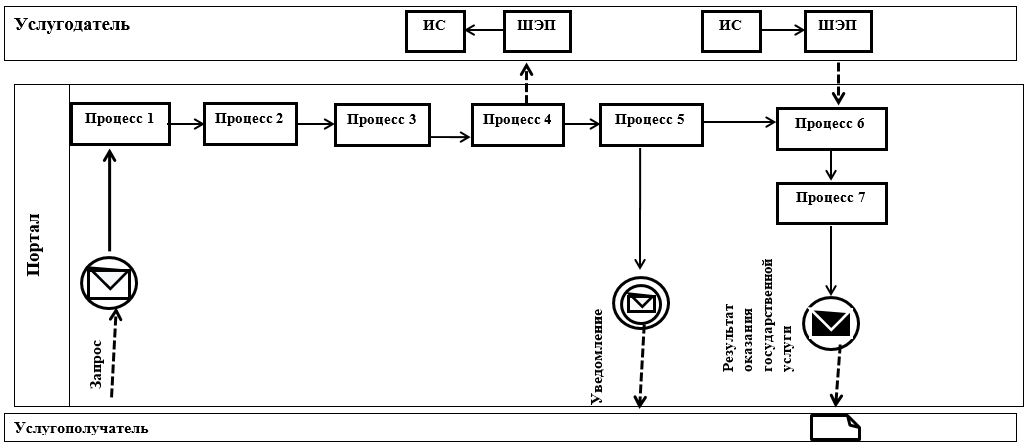 Услугодатель
ИС
ШЭП
ИС
ШЭП
Процесс 1
Процесс 2
Процесс 3
Процесс 4
Процесс 5
Процесс 6
Процесс 7
Портал
Запрос
Уведомление
Результат
оказания
государственной
услуги
Услугополучатель